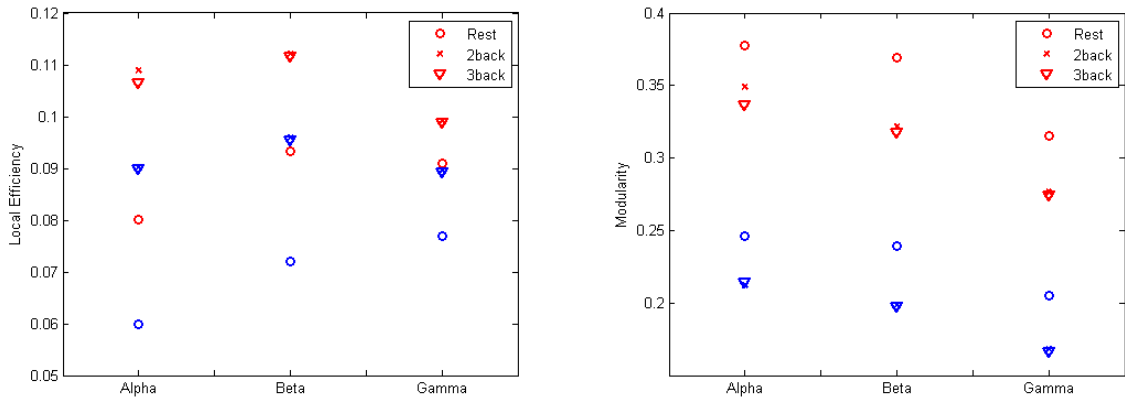 0.12
0.11
0.1
0.09
0.08
0.07
0.06
0.05
Local Efficiency
Alpha
Beta
Gamma
Rest
2back
3back
0.4
0.35
0.3
0.25
0.2
Modularity
Alpha
Beta
Gamma
Rest
2back
3back